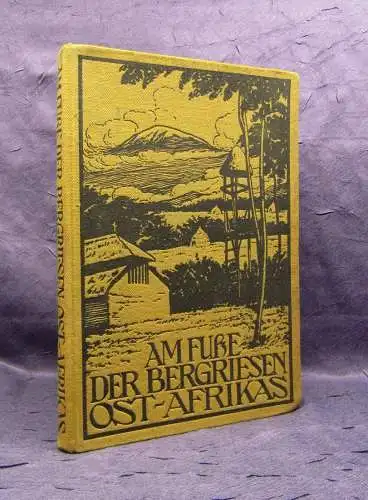 AM FUßE
DER BERGRIESEN
OST-AFRIKAS
AM FUßE DER BERGRIESEN OST-AFRIKAS